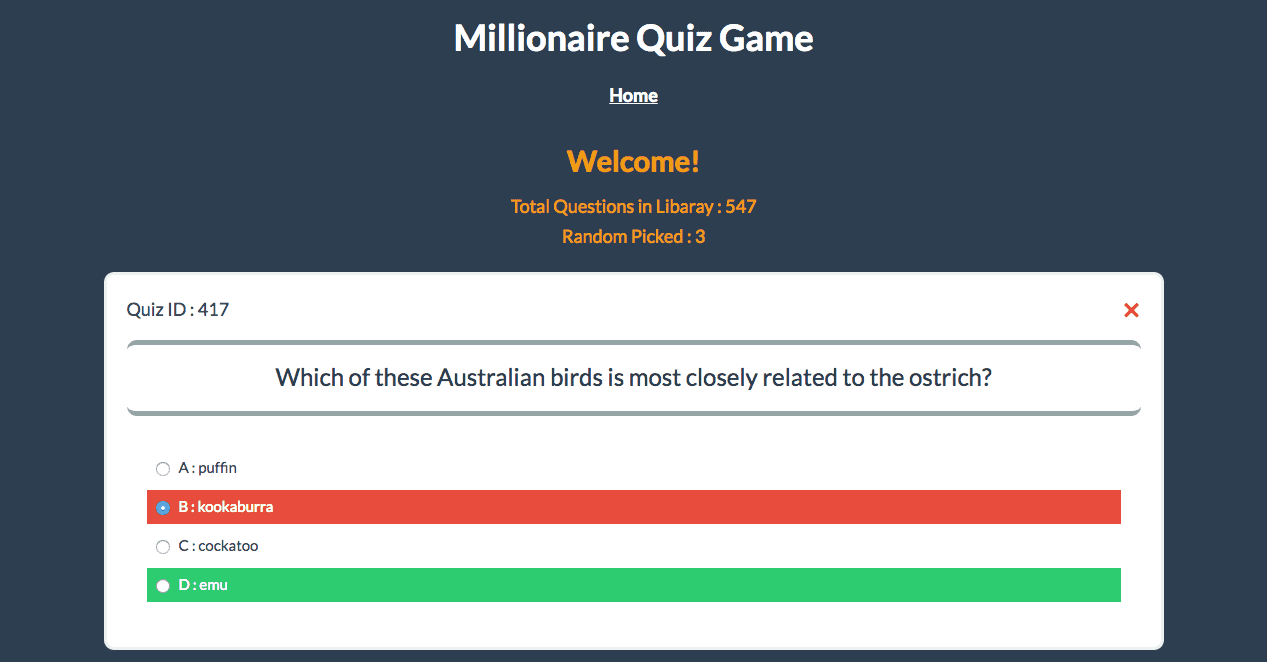 Millionaire Quiz Game
Home
Welcome!
Total Questions in Libaray : 547
Random Picked : 3
Quiz ID : 417
Which of these Australian birds is most closely related to the ostrich?
A : puffin
B : kookaburra
C : cockatoo
D : emu